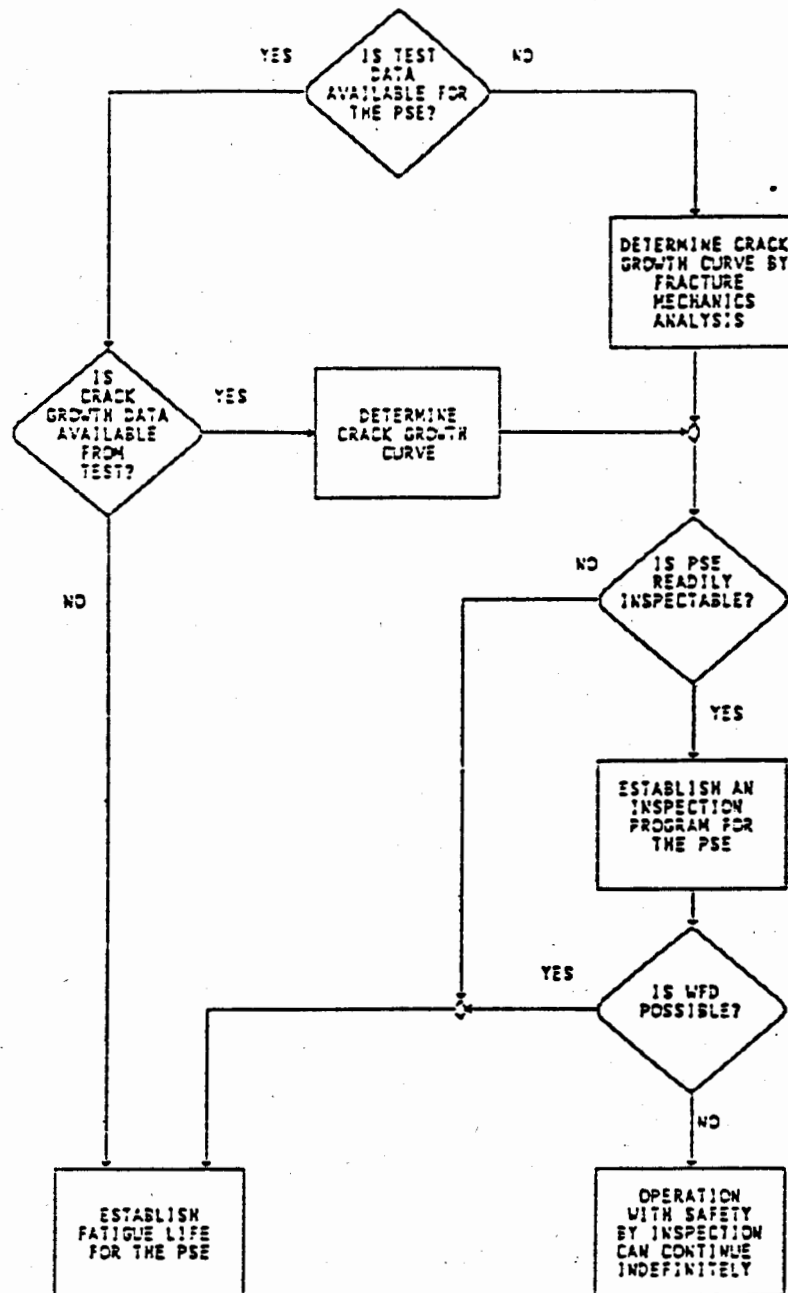 YES
IS TEST
DATA
AVAILABLE FOR
THE PSE?
NO
DETERMINE CRACK
GROWTH CURVE BY
FRACTURE
MECHANICS
ANALYSIS
IS
CRACK
GROWTH DATA
AVAILABLE
FROM
TEST?
YES
DETERMINE
CRACK GROWTH
CURVE
NO
NO
IS PSE
READILY
INSPECTABLE?
YES
ESTABLISH AN
INSPECTION
PROGRAM FOR
THE PSE
YES
IS WFD
POSSIBLE?
NO
ESTABLISH
FATIGUE LIFE
FOR THE PSE
OPERATION
WITH SAFETY
BY INSPECTION
CAN CONTINUE
INDEFINITELY